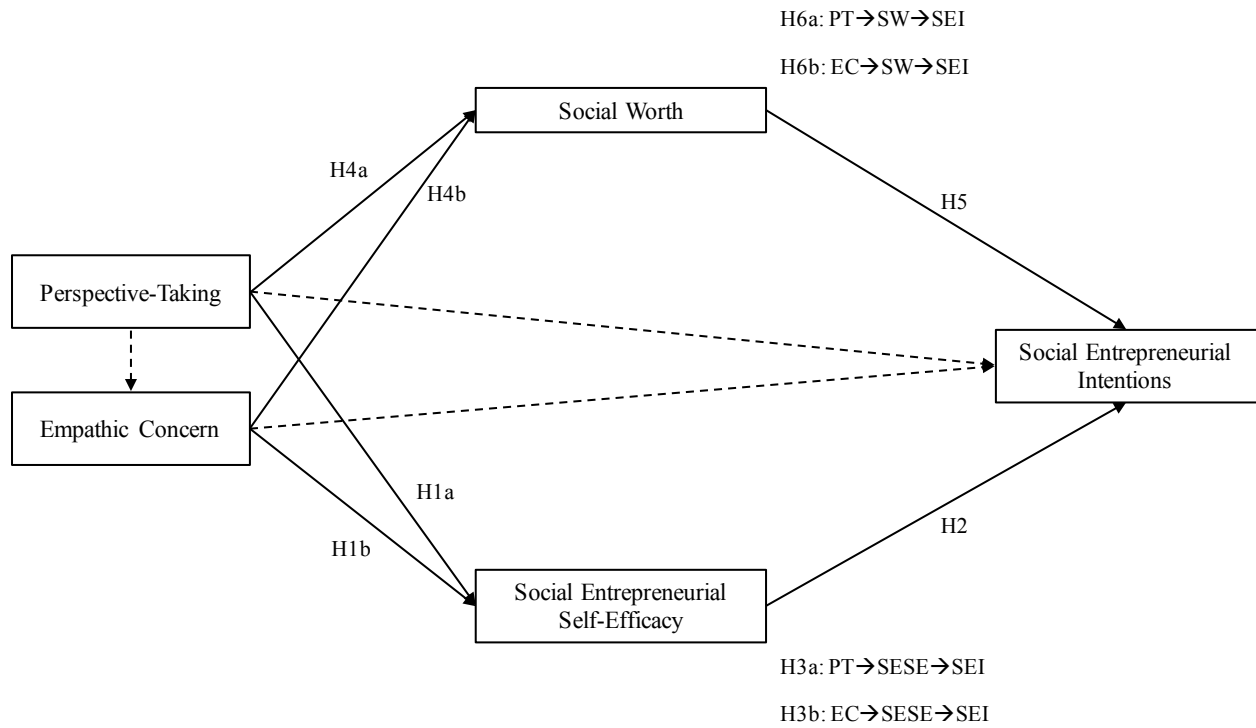 H6a: PT→SW→SEI
H6b: EC→SW→SEI
Social Worth
H4a
H4b
H5
Perspective-Taking
Social Entrepreneurial
Intentions
Empathic Concern
H1a
H1b
H2
Social Entrepreneurial
Self-Efficacy
H3a: PT→SESE→SEI
H3b: EC→SESE→SEI